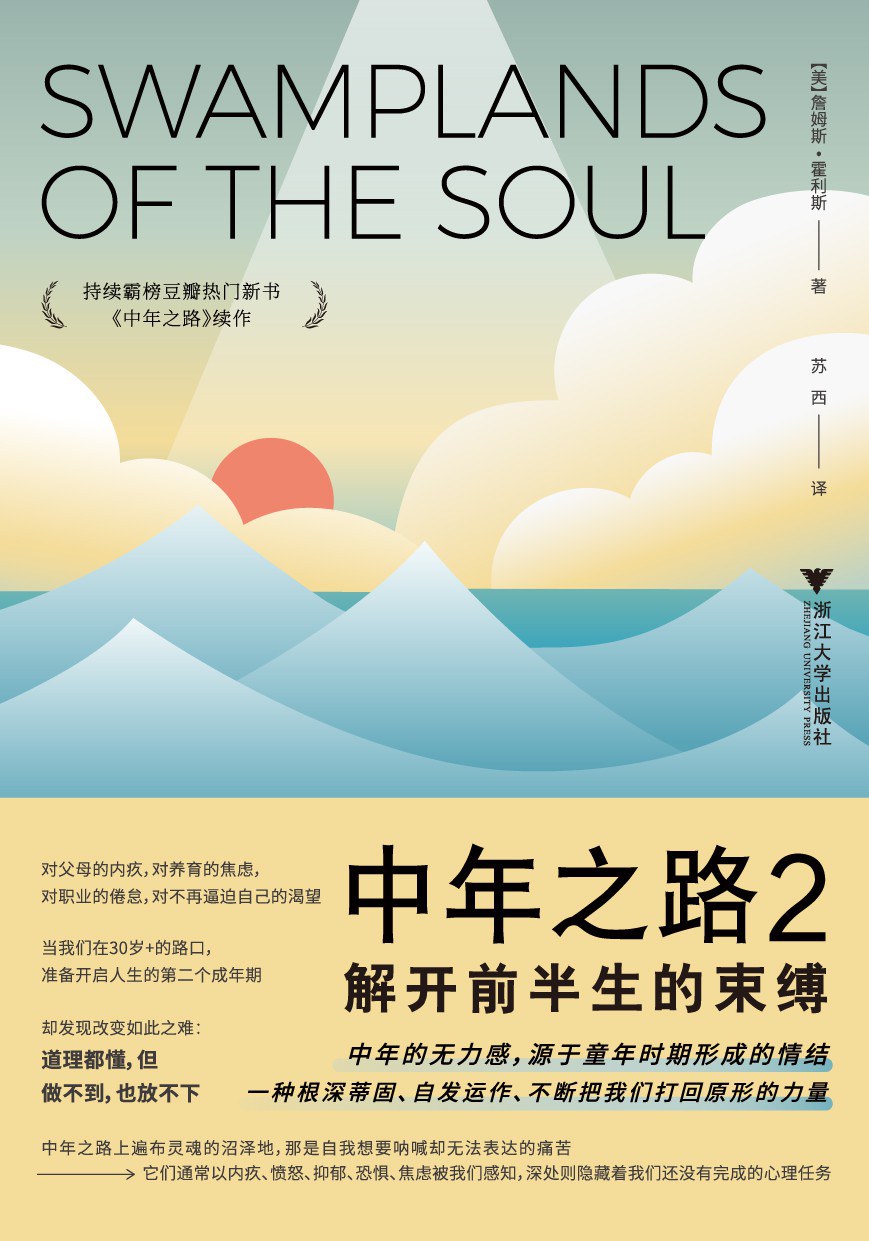 SWAMPLANDS
OF THE SOUL
持续霸榜豆瓣热门新书
《中年之路》续作
【美】詹姆斯·霍利斯——著
苏西——译
浙江大学出版社
ZHEJIANG UNIVERSITY PRESS
中年之路2
解开前半生的束缚
中年的无力感，源于童年时期形成的情结
一种根深蒂固、自发运作、不断把我们打回原形的力量
对父母的内疚，对养育的焦虑，
对职业的倦怠，对不再逼迫自己的渴望
当我们在30岁+的路口，
准备开启人生的第二个成年期
却发现改变如此之难：
道理都懂，但
做不到，也放不下
中年之路上遍布灵魂的沼泽地，那是自我想要呐喊却无法表达的痛苦
它们通常以内疚、愤怒、抑郁、恐惧、焦虑被我们感知，深处则隐藏着我们还没有完成的心理任务